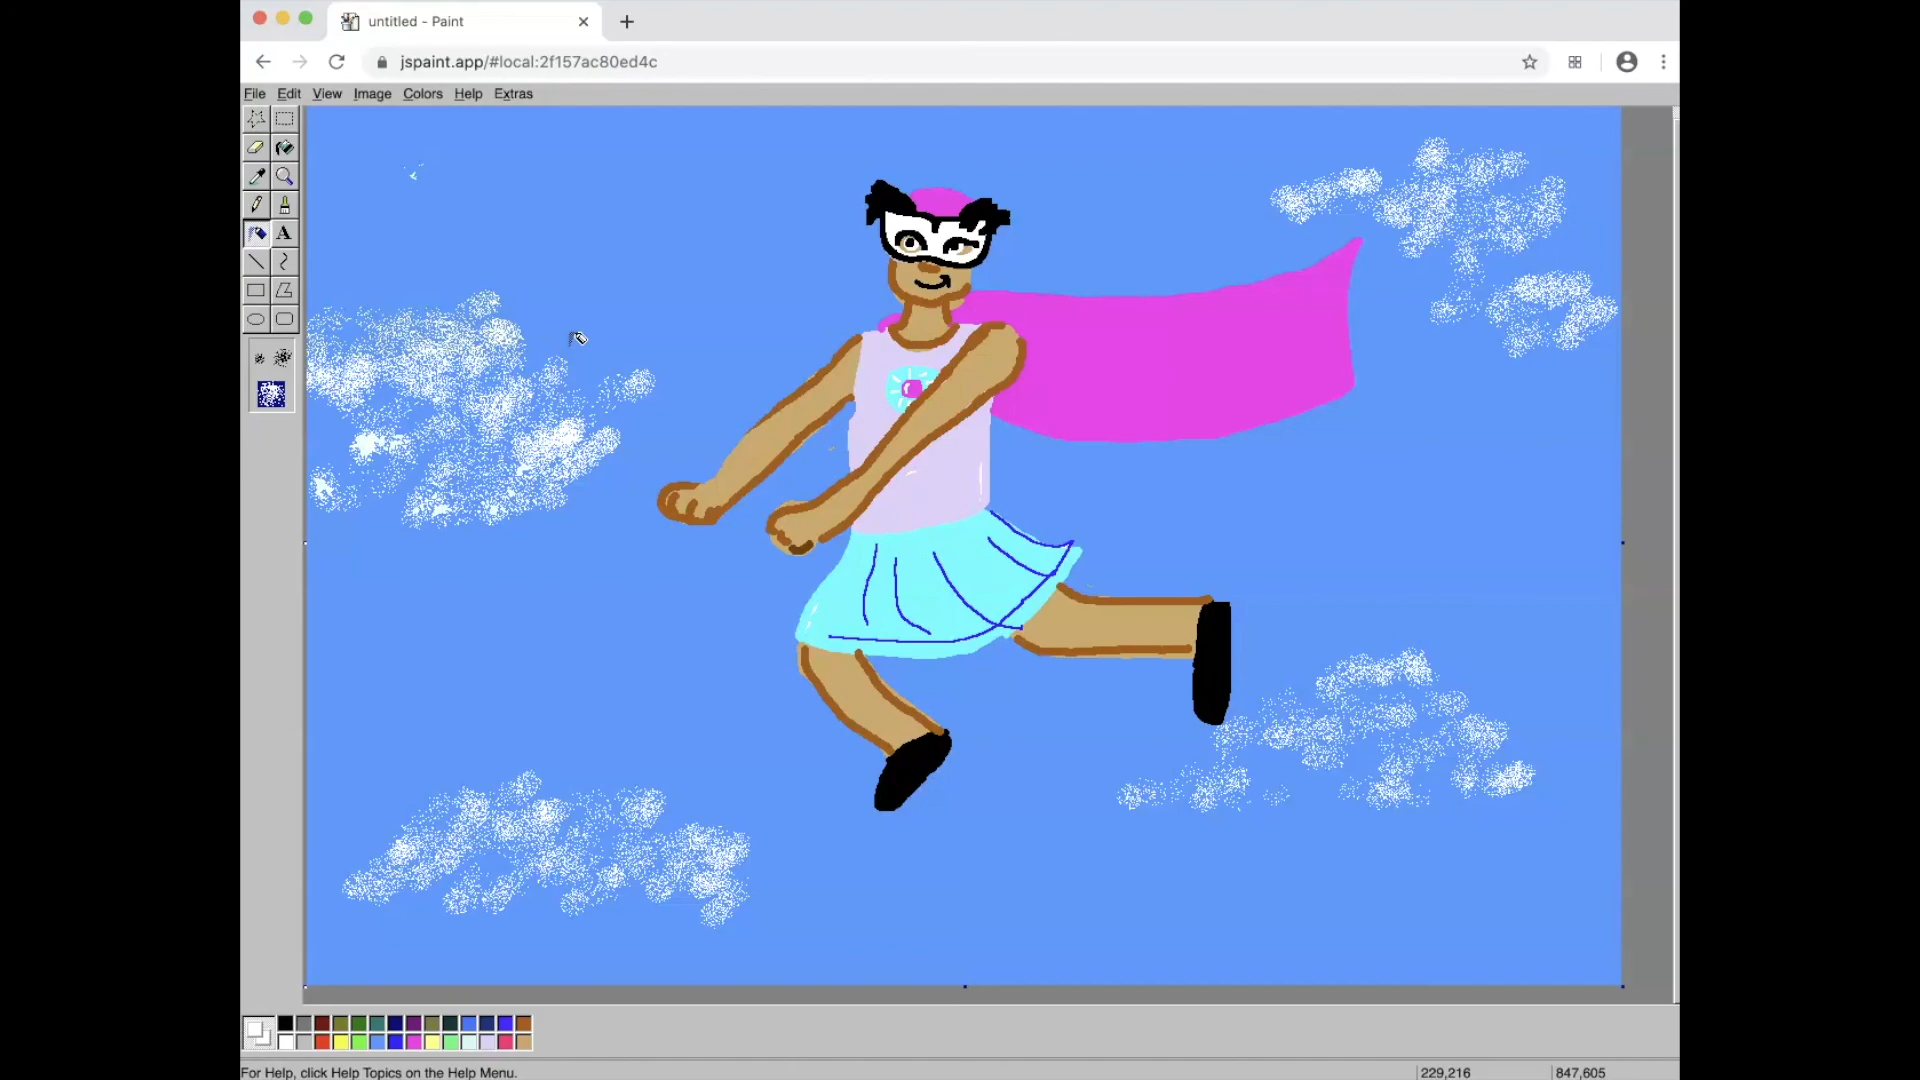 untitled - Paint
jspaint.app/#local:2f157ac80ed4c
File Edit View Image Colors Help Extras
A
For Help, click Help Topics on the Help Menu.
229,216
847,605